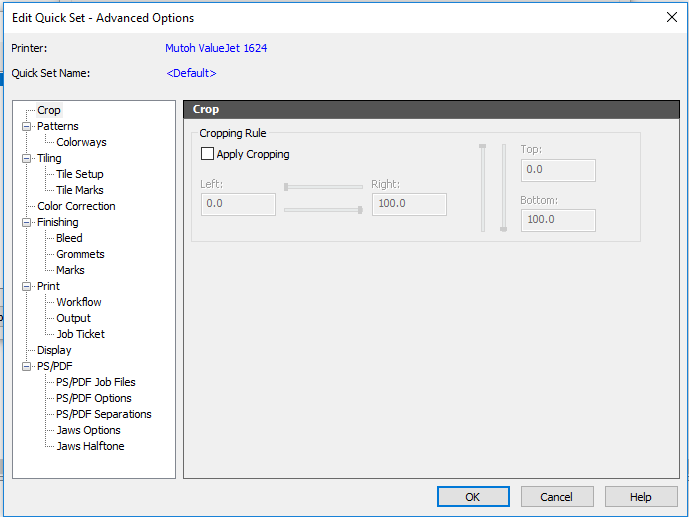 Edit Quick Set - Advanced Options
Printer: Mutoh ValueJet 1624
Quick Set Name: <Default>
Crop
Patterns
Colorways
Tiling
Tile Setup
Tile Marks
Color Correction
Finishing
Bleed
Grommets
Marks
Print
Workflow
Output
Job Ticket
Display
PS/PDF
PS/PDF Job Files
PS/PDF Options
PS/PDF Separations
Jaws Options
Jaws Halftone
Crop
Cropping Rule
Apply Cropping
Left: Right:
0.0 100.0
Top:
0.0
Bottom:
100.0
OK Cancel Help